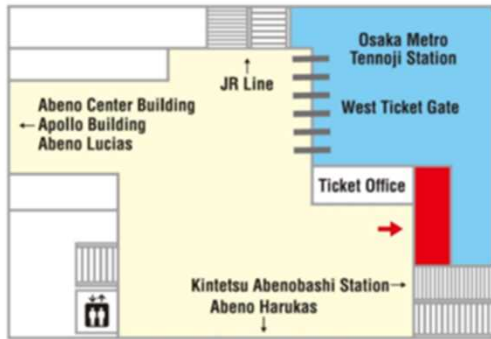 Osaka Metro
Tennoji Station
JR Line
West Ticket Gate
Abeno Center Building
Apollo Building
Abeno Lucias
Ticket Office
Kintetsu Abenobashi Station
Abeno Harukas